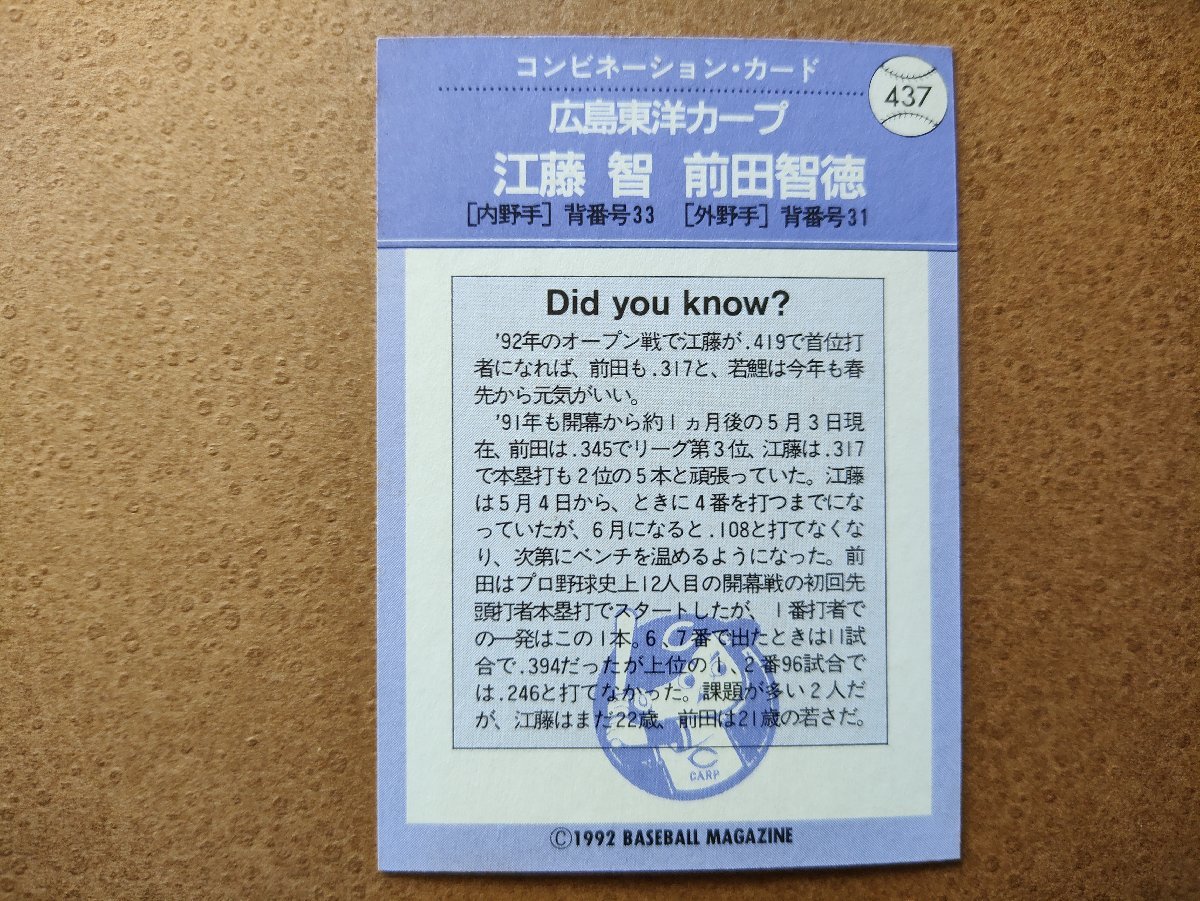 コンビネーション・カード
437
広島東洋カープ
江藤 智 前田智徳
[内野手] 背番号33 [外野手] 背番号31
Did you know?
'92年のオープン戦で江藤が.419で首位打
者になれば、前田も.317と、若鯉は今年も春
先から元気がいい。
'91年も開幕から約1ヵ月後の5月3日現
在、前田は.345でリーグ第3位、江藤は.317
で本塁打も2位の5本と頑張っていた。江藤
は5月4日から、ときに4番を打つまでにな
っていたが、6月になると.108と打てなくな
り、次第にベンチを温めるようになった。前
田はプロ野球史上12人目の開幕戦の初回先
頭打者本塁打でスタートしたが、1番打者で
の一発はこの1本。6、7番で出たときは11試
合で.394だったが上位の1、2番96試合で
は.246と打てなかった。課題が多い2人だ
が、江藤はまだ22歳、前田は21歳の若さだ。
C
CARP
©1992 BASEBALL MAGAZINE